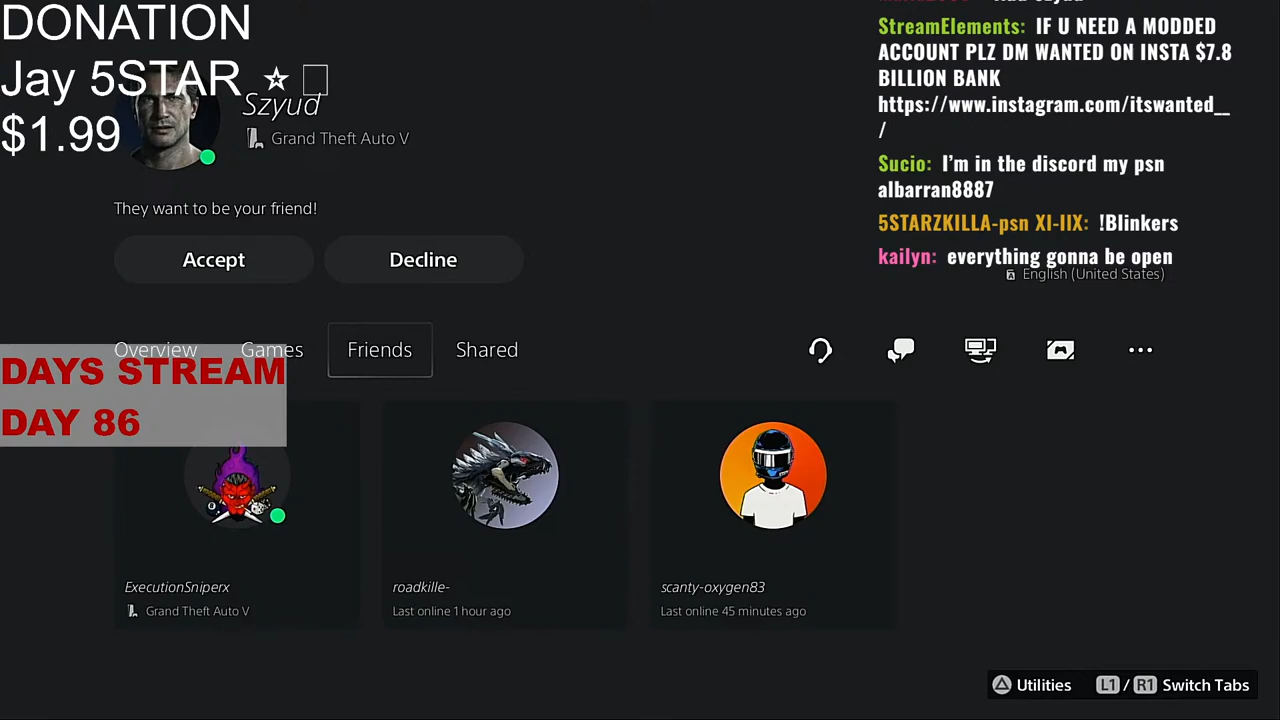 DONATION
Jay 5STAR ☆
$1.99
Szyud
Grand Theft Auto V
They want to be your friend!
Accept
Decline
StreamElements: IF U NEED A MODDED
ACCOUNT PLZ DM WANTED ON INSTA $7.8
BILLION BANK
https://www.instagram.com/itswanted__
/
Sucio: I'm in the discord my psn
albarran8887
5STARZKILLA-psn XI-IIX: !Blinkers
kailyn: everything gonna be open
English (United States)
Overview
Games
Friends
Shared
DAYS STREAM
DAY 86
ExecutionSniperx
Grand Theft Auto V
roadkille-
Last online 1 hour ago
scanty-oxygen83
Last online 45 minutes ago
Utilities
L1 / R1 Switch Tabs